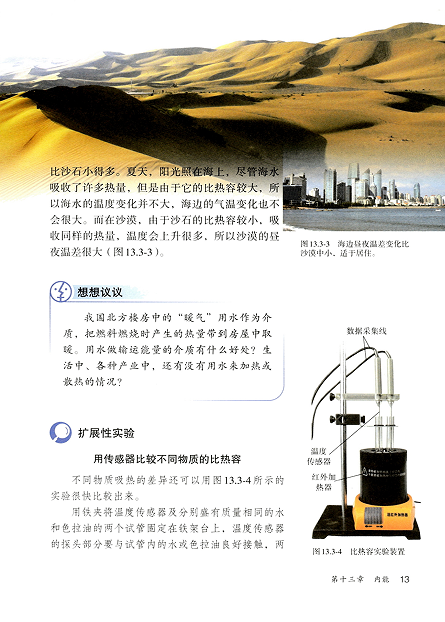 比沙石小得多。夏天，阳光照在海上，尽管海水
吸收了许多热量，但是由于它的比热容较大，所
以海水的温度变化并不大，海边的气温变化也不
会很大。而在沙漠，由于沙石的比热容较小，吸
收同样的热量，温度会上升很多，所以沙漠的昼
夜温差很大（图13.3-3）。
图 13.3-3 海边昼夜温差变化比
沙漠中小，适于居住。
想想议议
我国北方楼房中的“暖气”用水作为介
质，把燃料燃烧时产生的热量带到房屋中取
暖。用水做输运能量的介质有什么好处？生
活中、各种产业中，还有没有用水来加热或
散热的情况？
扩展性实验
用传感器比较不同物质的比热容
不同物质吸热的差异还可以用图 13.3-4 所示的
实验很快比较出来。
用铁夹将温度传感器及分别盛有质量相同的水
和色拉油的两个试管固定在铁架台上，温度传感器
的探头部分要与试管内的水或色拉油良好接触，两
数据采集线
温度
传感器
红外加
热器
图 13.3-4 比热容实验装置
第十三章 内能 13